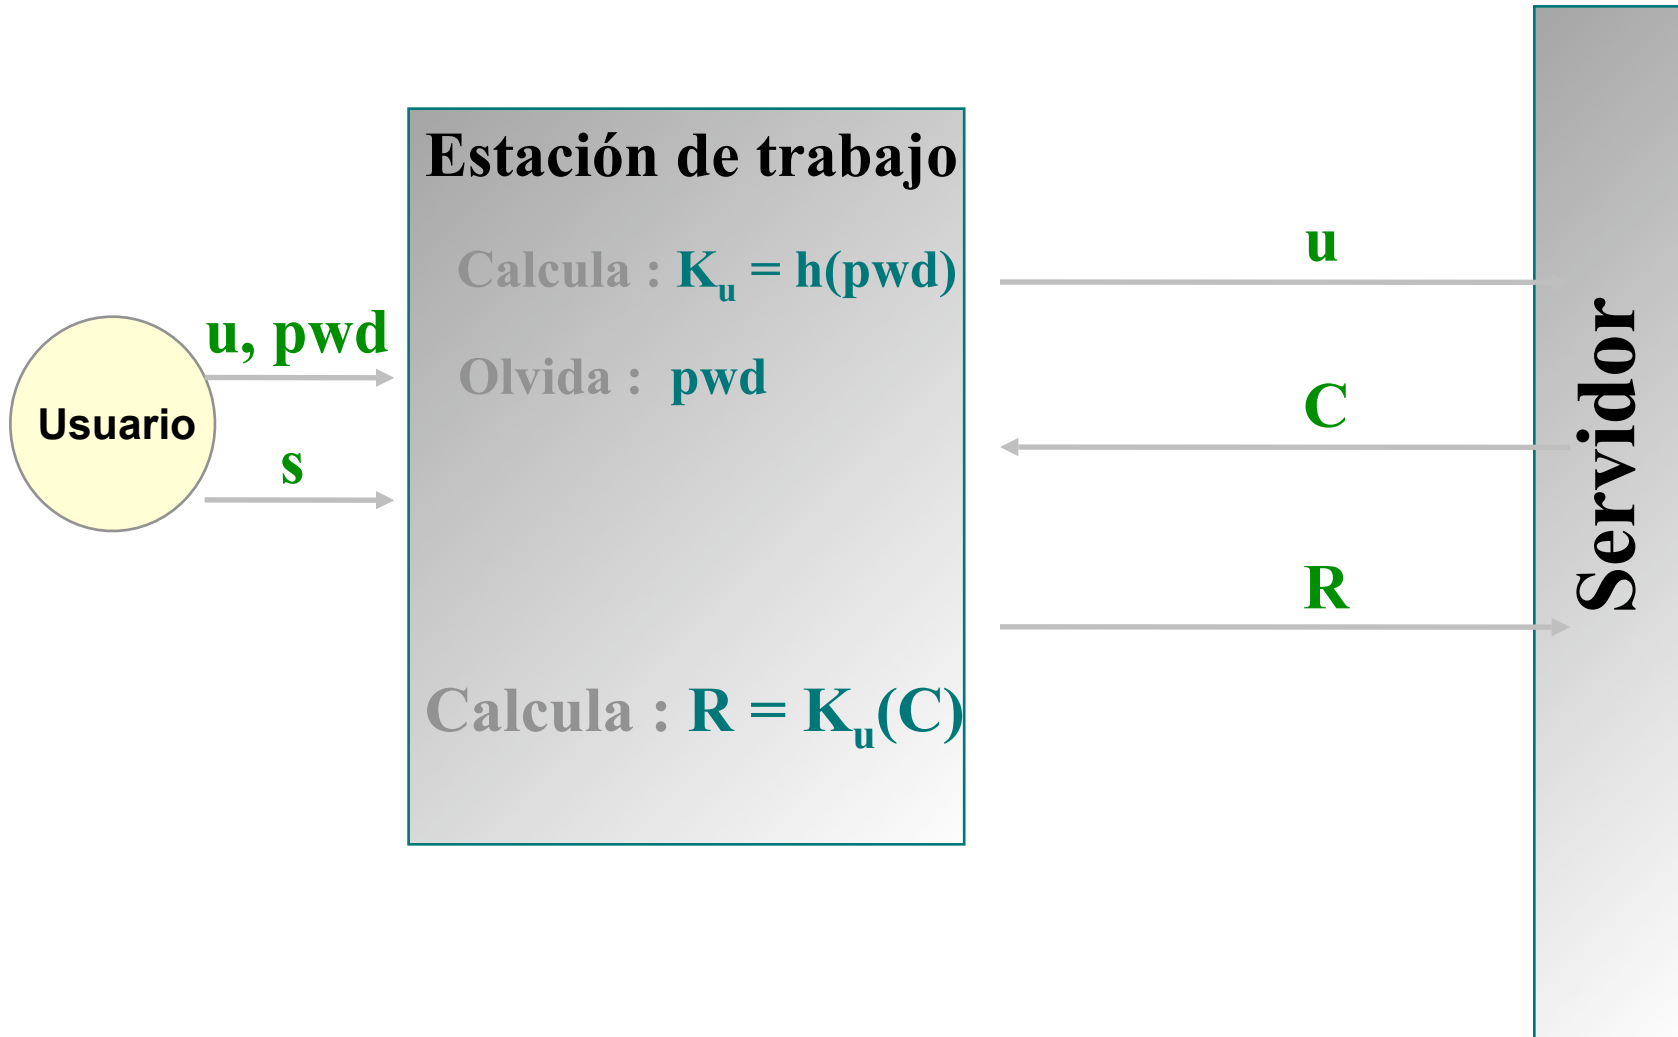 Estación de trabajo
Calcula : Ku = h(pwd)
Olvida : pwd
Calcula : R = Ku(C)
Usuario
u, pwd
s
u
C
R
Servidor